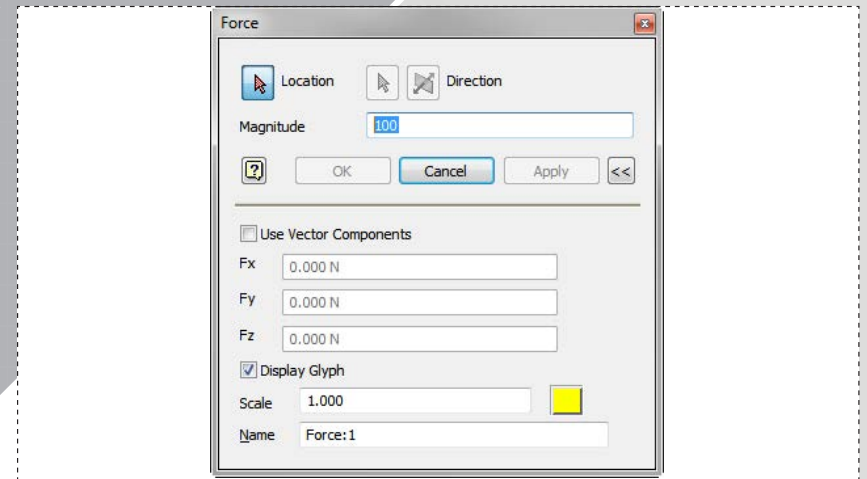 Force
Location Direction
Magnitude 100
OK Cancel Apply <<
Use Vector Components
Fx 0.000 N
Fy 0.000 N
Fz 0.000 N
Display Glyph
Scale 1.000
Name Force:1